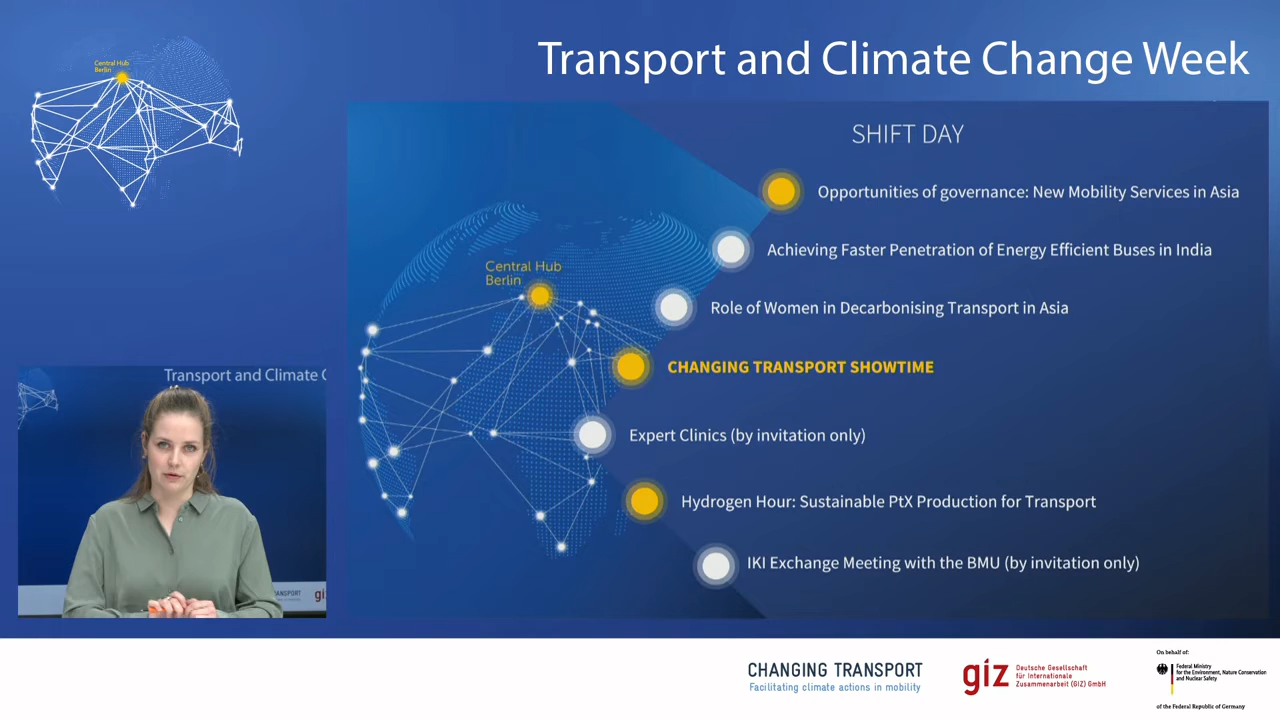 Transport and Climate Change Week
Central Hub
Berlin
SHIFT DAY
Opportunities of governance: New Mobility Services in Asia
Achieving Faster Penetration of Energy Efficient Buses in India
Central Hub
Berlin
Role of Women in Decarbonising Transport in Asia
CHANGING TRANSPORT SHOWTIME
Expert Clinics (by invitation only)
Hydrogen Hour: Sustainable PtX Production for Transport
IKI Exchange Meeting with the BMU (by invitation only)
Transport and Climate C
ANSPORT
gi
CHANGING TRANSPORT
Facilitating climate actions in mobility
giz
Deutsche Gesellschaft
für Internationale
Zusammenarbeit (GIZ) GmbH
On behalf of:
Federal Ministry
for the Environment, Nature Conservation
and Nuclear Safety
of the Federal Republic of Germany